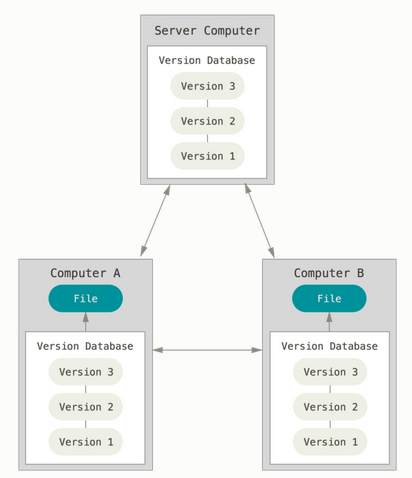 Server Computer
Version Database
Version 3
Version 2
Version 1
Computer A
File
Version Database
Version 3
Version 2
Version 1
Computer B
File
Version Database
Version 3
Version 2
Version 1